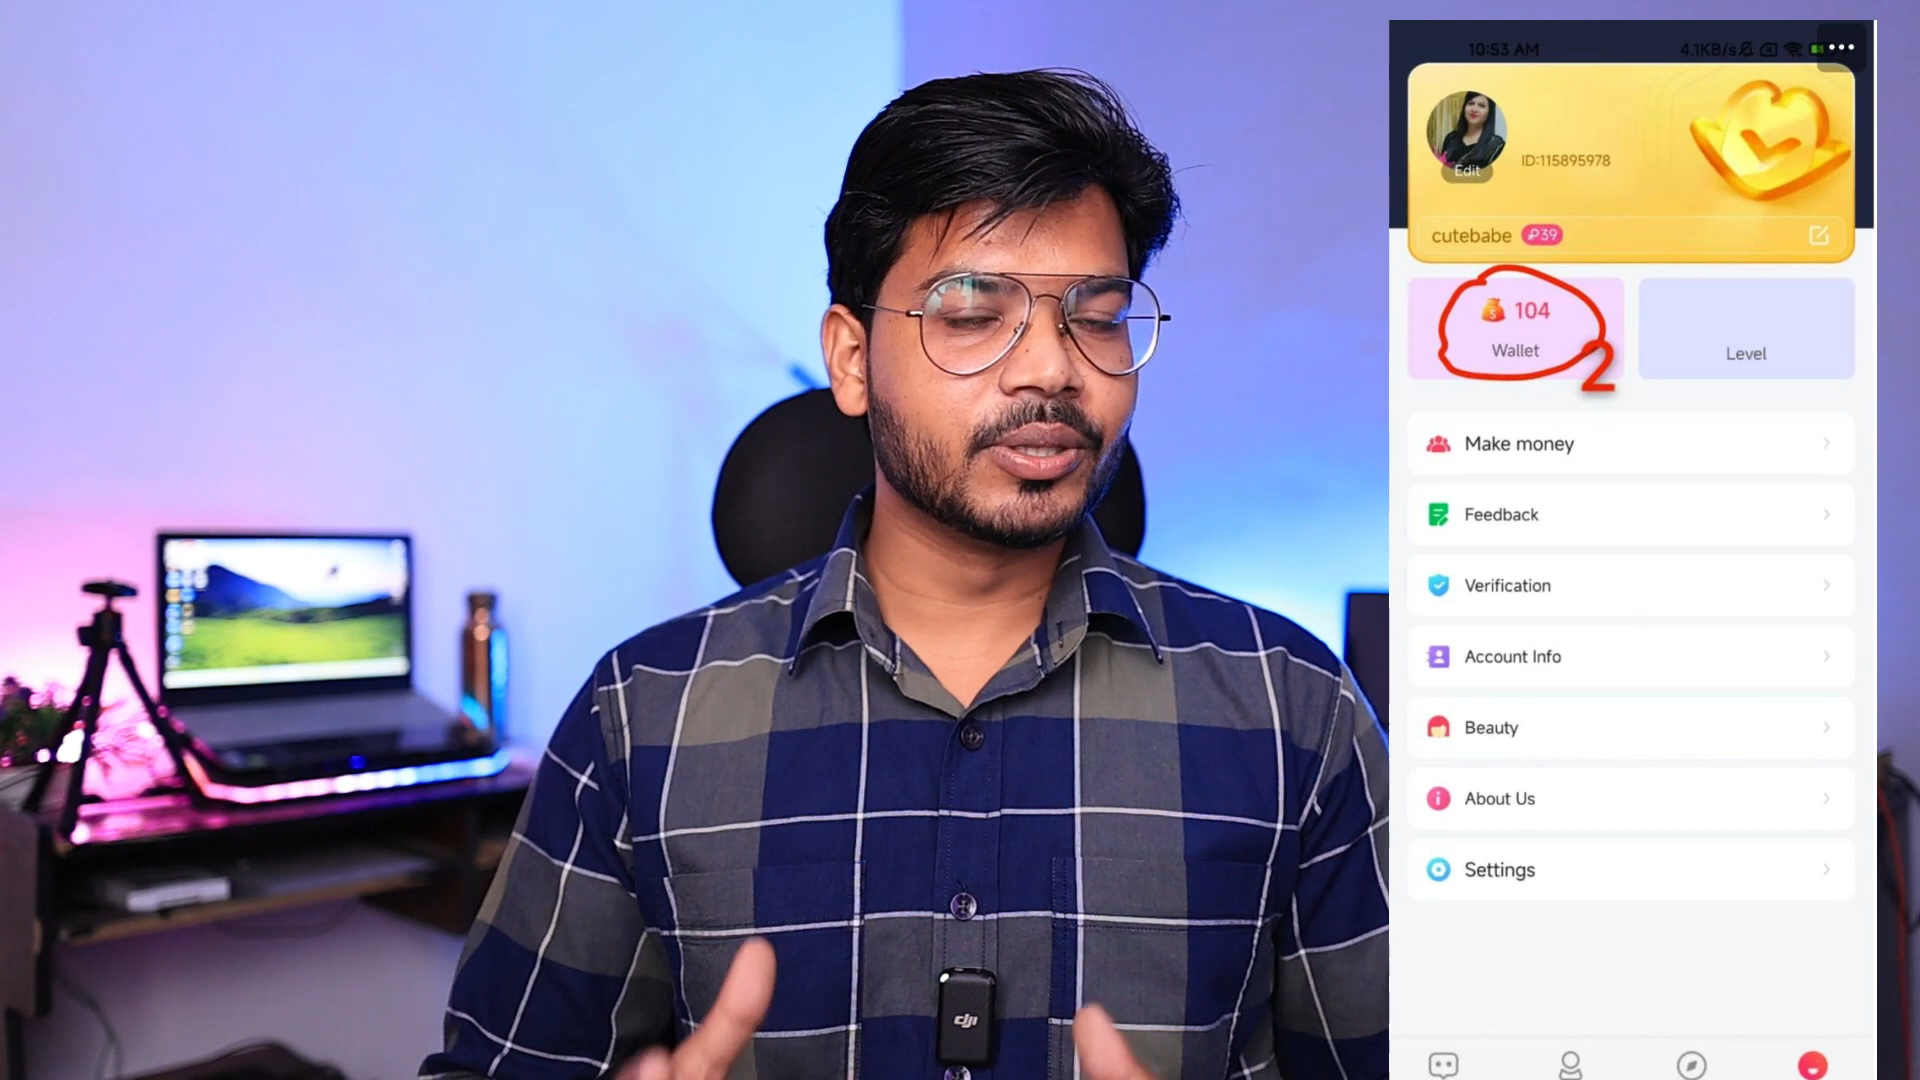 10:53 AM
4.1KB/s
Edit
ID:115895978
cutebabe
39
104
Wallet
2
Level
Make money
Feedback
Verification
Account Info
Beauty
About Us
Settings
dji